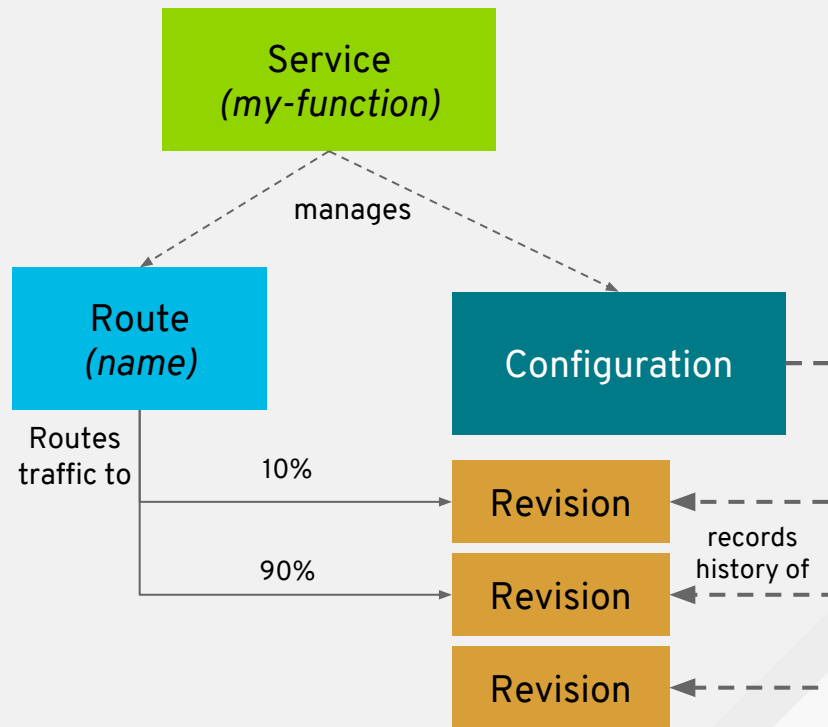 Service
(my-function)
manages
Route
(name)
Configuration
Routes
traffic to
10%
Revision
records
history of
90%
Revision
Revision